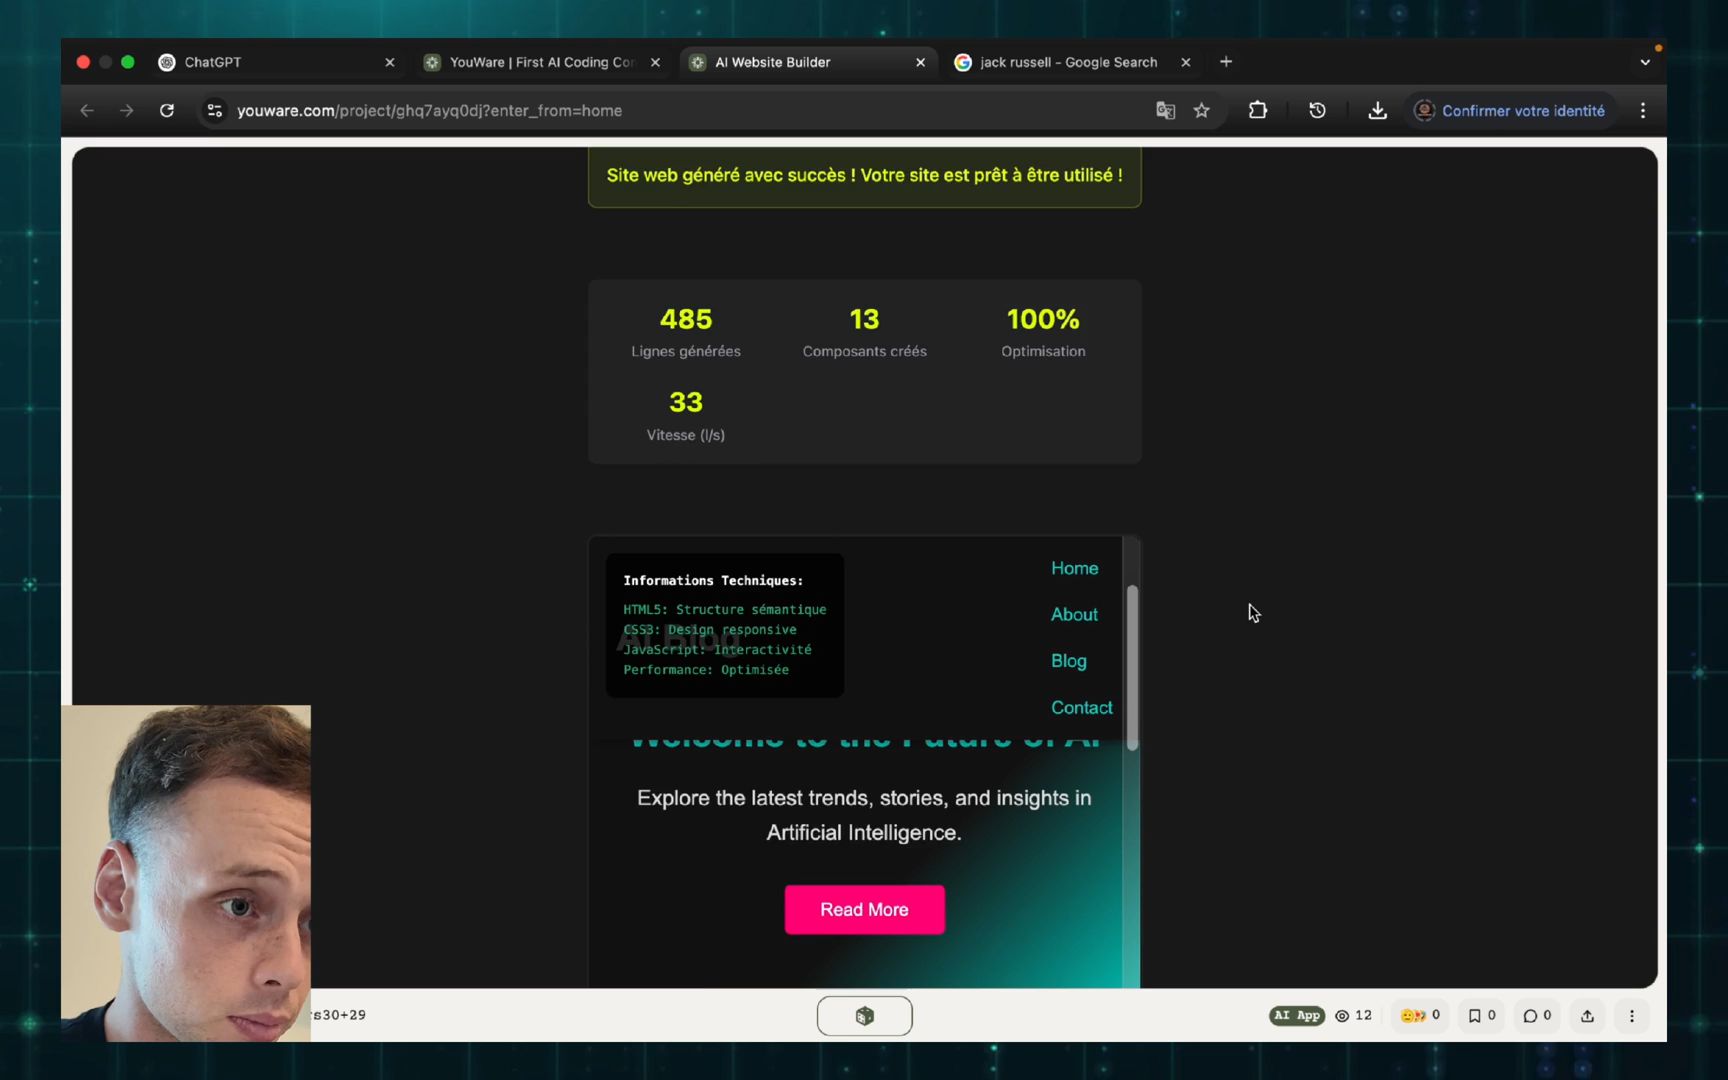 ChatGPT
YouWare | First AI Coding Con
AI Website Builder
jack russell - Google Search
youware.com/project/ghq7ayq0dj?enter_from=home
Confirmer votre identité
Site web généré avec succès ! Votre site est prêt à être utilisé !
485
13
100%
Lignes générées
Composants créés
Optimisation
33
Vitesse (l/s)
Informations Techniques:
HTML5: Structure sémantique
CSS3: Design responsive
JavaScript: Interactivité
Performance: Optimisée
AI Blog
Home
About
Blog
Contact
Welcome to the Future of AI
Explore the latest trends, stories, and insights in
Artificial Intelligence.
Read More
rs30+29
AI App
12
0
0
0